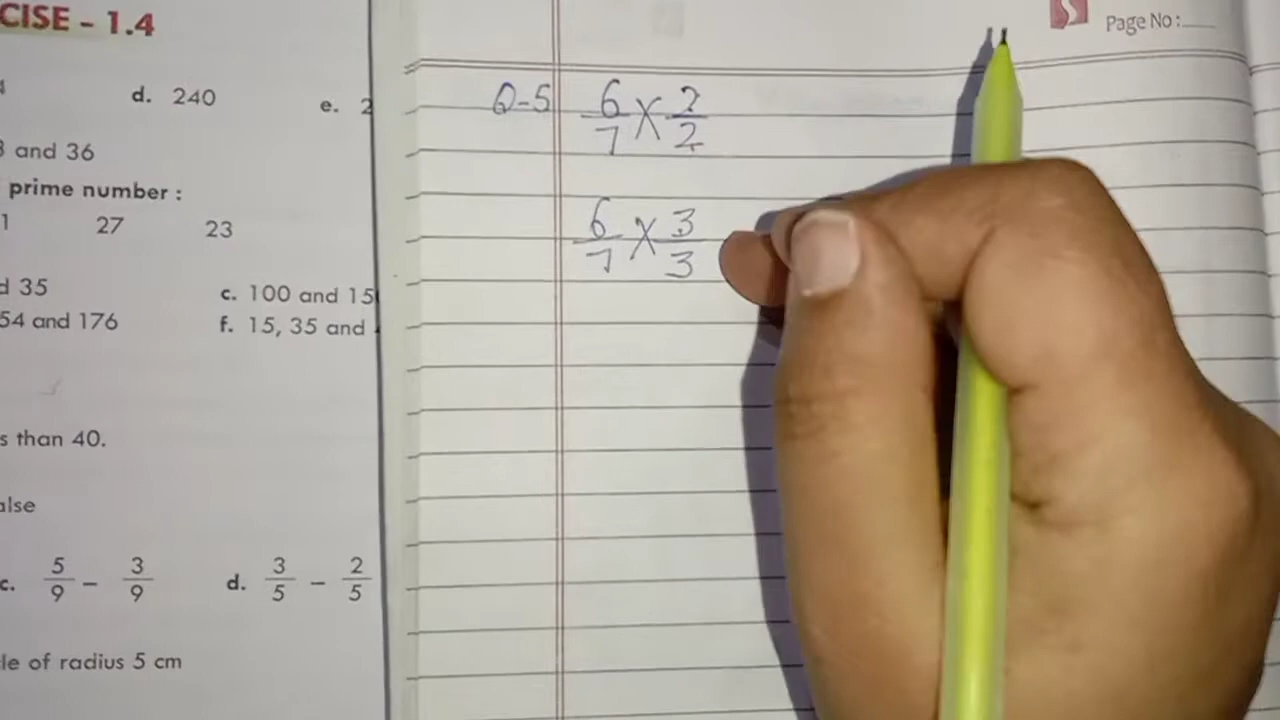 CISE - 1.4
d. 240 e. 2
and 36
prime number :
1 27 23
35 c. 100 and 15
54 and 176 f. 15, 35 and
s than 40.
alse
c. 5/9 - 3/9 d. 3/5 - 2/5
le of radius 5 cm
Page No :
Q-5 6/7 X 2/2
6/7 X 3/3